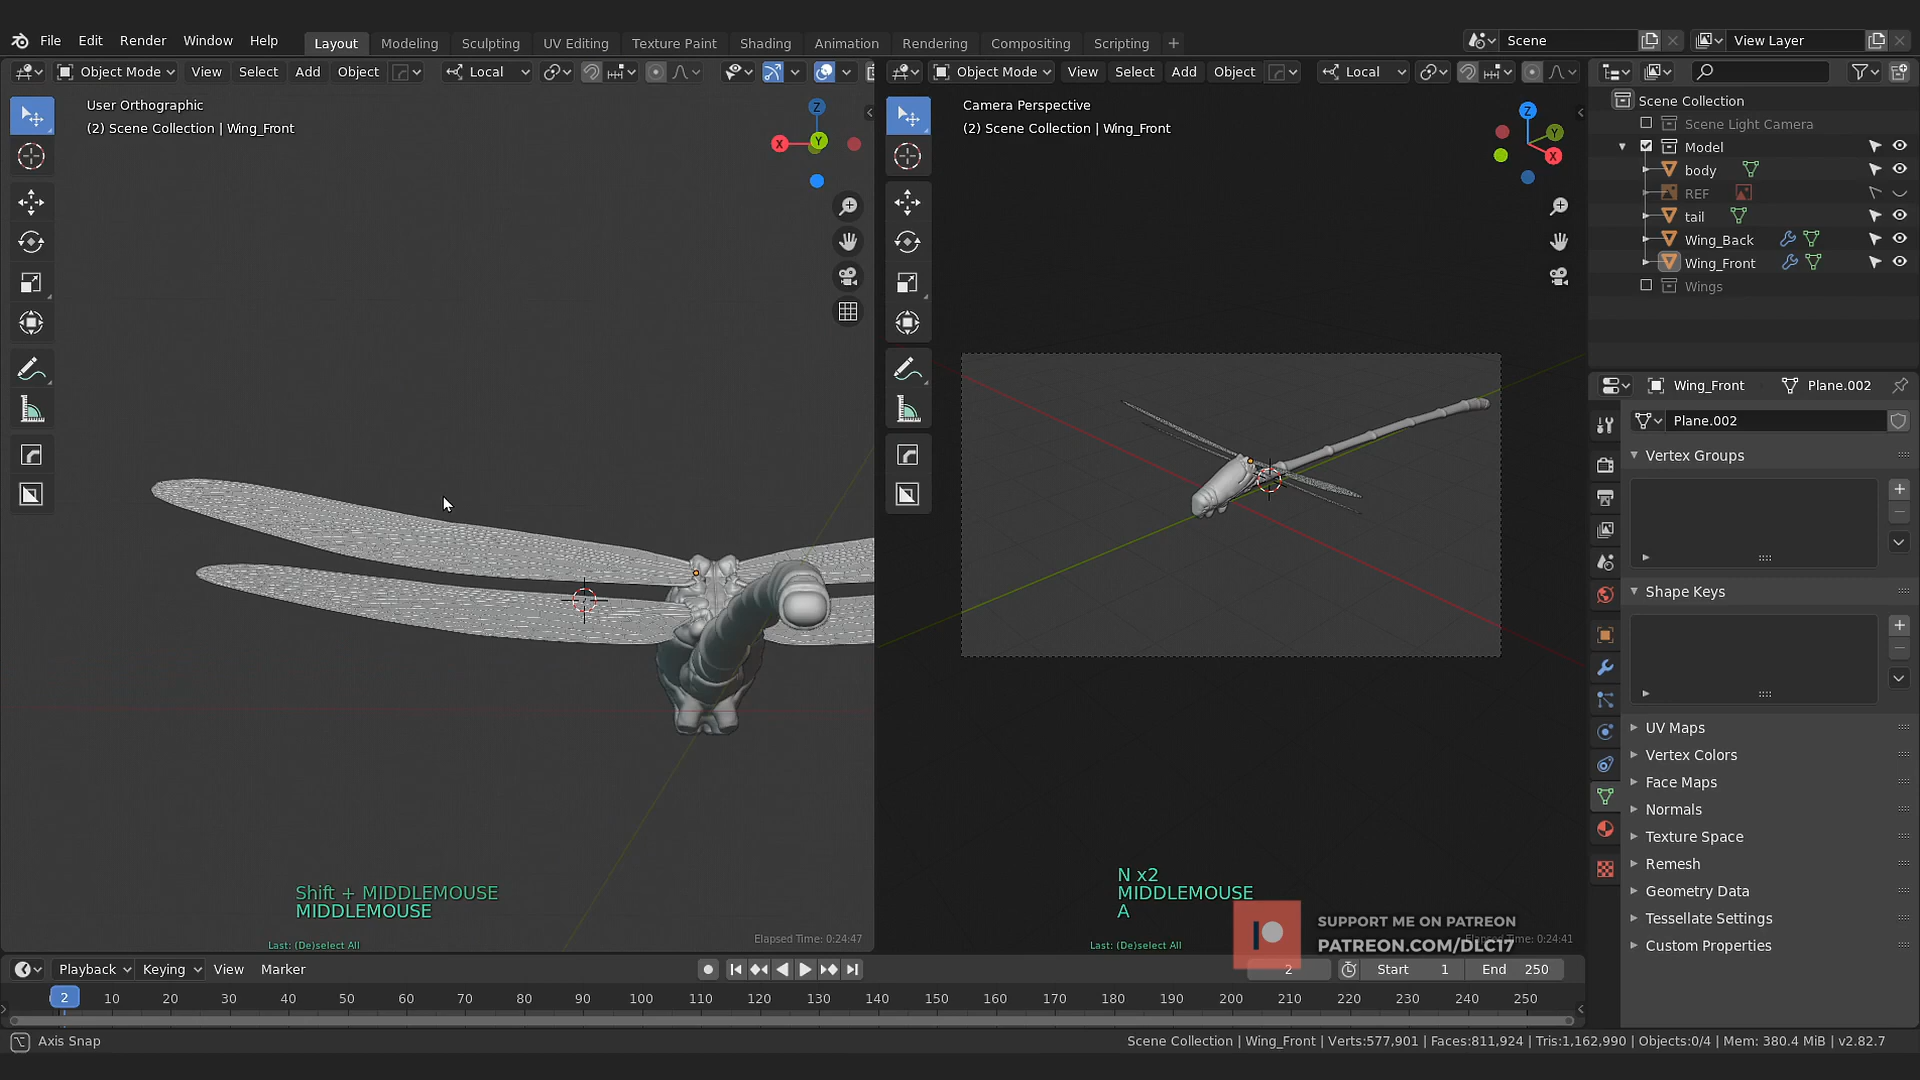 File Edit Render Window Help Layout Modeling Sculpting UV Editing Texture Paint Shading Animation Rendering Compositing Scripting + Scene View Layer
Object Mode View Select Add Object Local Object Mode View Select Add Object Local
User Orthographic
(2) Scene Collection | Wing_Front
X Y Z
Camera Perspective
(2) Scene Collection | Wing_Front
Z Y X
Scene Collection
Scene Light Camera
Model
body
REF
tail
Wing_Back
Wing_Front
Wings
Wing_Front Plane.002
Plane.002
Vertex Groups
Shape Keys
UV Maps
Vertex Colors
Face Maps
Normals
Texture Space
Remesh
Geometry Data
Tessellate Settings
Custom Properties
Shift + MIDDLEMOUSE
MIDDLEMOUSE
Last: (De)select All
Elapsed Time: 0:24:47
N x2
MIDDLEMOUSE
A
Last: (De)select All
Elapsed Time: 0:24:41
SUPPORT ME ON PATREON
PATREON.COM/DLC17
Playback Keying View Marker 2 Start 1 End 250
2 10 20 30 40 50 60 70 80 90 100 110 120 130 140 150 160 170 180 190 200 210 220 230 240 250
Axis Snap Scene Collection | Wing_Front | Verts:577,901 | Faces:811,924 | Tris:1,162,990 | Objects:0/4 | Mem: 380.4 MiB | v2.82.7